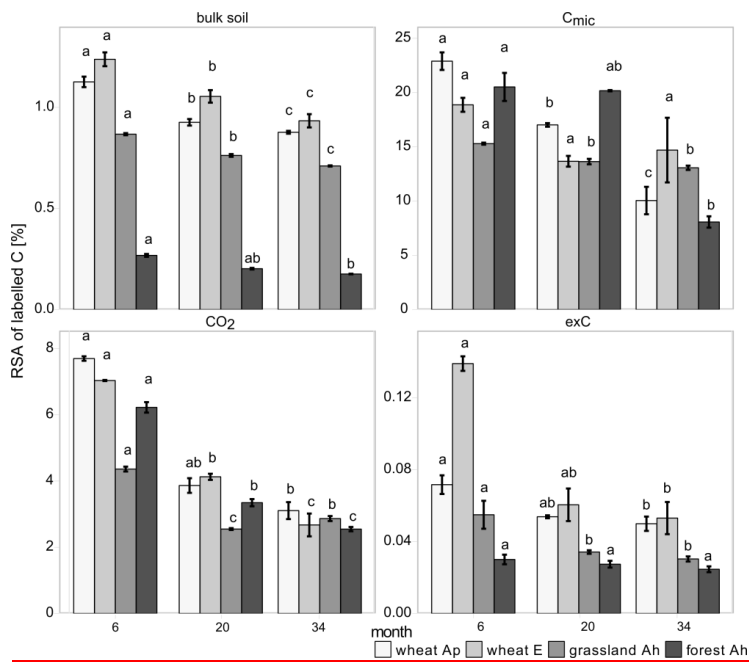 bulk soil
Cmic
a a a a
b b b ab
c c c b
1.0
0.5
0.0
a a a a
b a a ab
c a b b
25
20
15
10
5
0
RSA of labelled C [%]
CO2
exC
a a a a
ab b c b
b c b c
8
6
4
2
0
a a a a
ab ab b a
b b b a
0.12
0.08
0.04
0.00
6 20 34 month 6 20 34
wheat Ap wheat E grassland Ah forest Ah